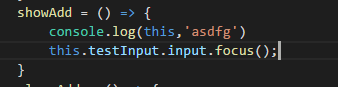 showAdd = () => {
console.log(this,'asdfg')
this.testInput.input.focus();
}